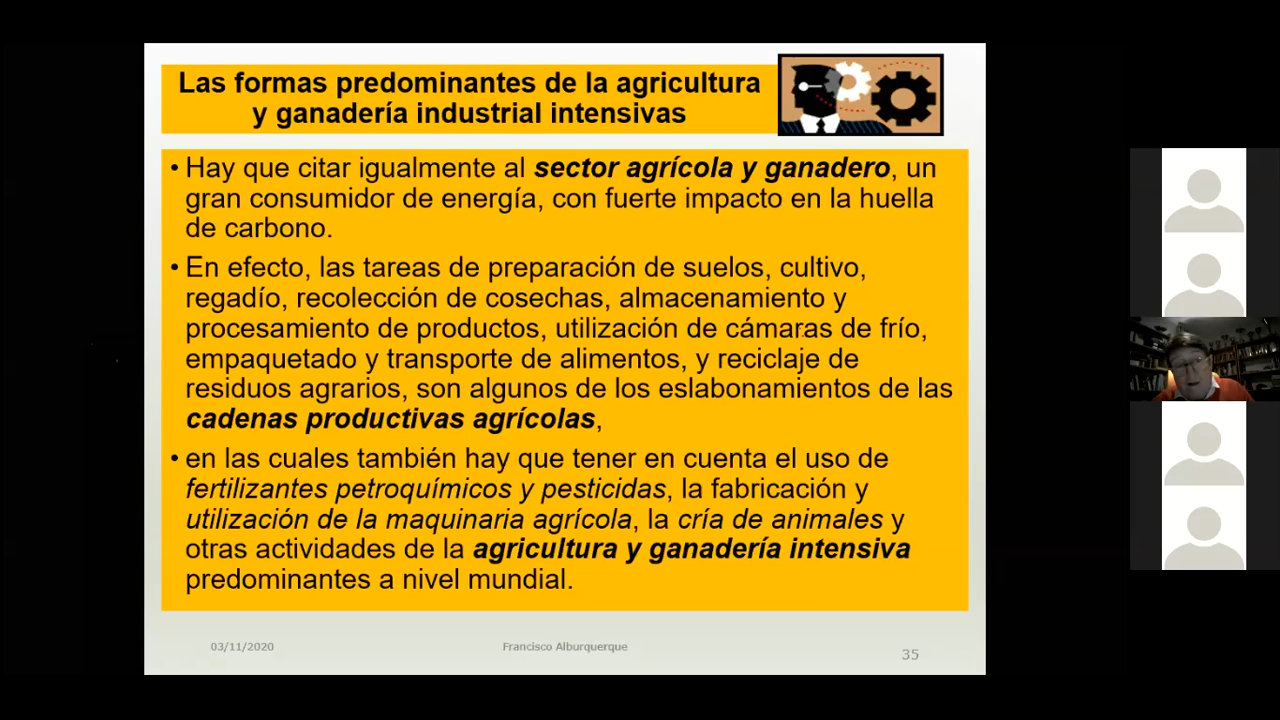 Las formas predominantes de la agricultura
y ganadería industrial intensivas
• Hay que citar igualmente al sector agrícola y ganadero, un
gran consumidor de energía, con fuerte impacto en la huella
de carbono.
• En efecto, las tareas de preparación de suelos, cultivo,
regadío, recolección de cosechas, almacenamiento y
procesamiento de productos, utilización de cámaras de frío,
empaquetado y transporte de alimentos, y reciclaje de
residuos agrarios, son algunos de los eslabonamientos de las
cadenas productivas agrícolas,
• en las cuales también hay que tener en cuenta el uso de
fertilizantes petroquímicos y pesticidas, la fabricación y
utilización de la maquinaria agrícola, la cría de animales y
otras actividades de la agricultura y ganadería intensiva
predominantes a nivel mundial.
03/11/2020
Francisco Alburquerque
35